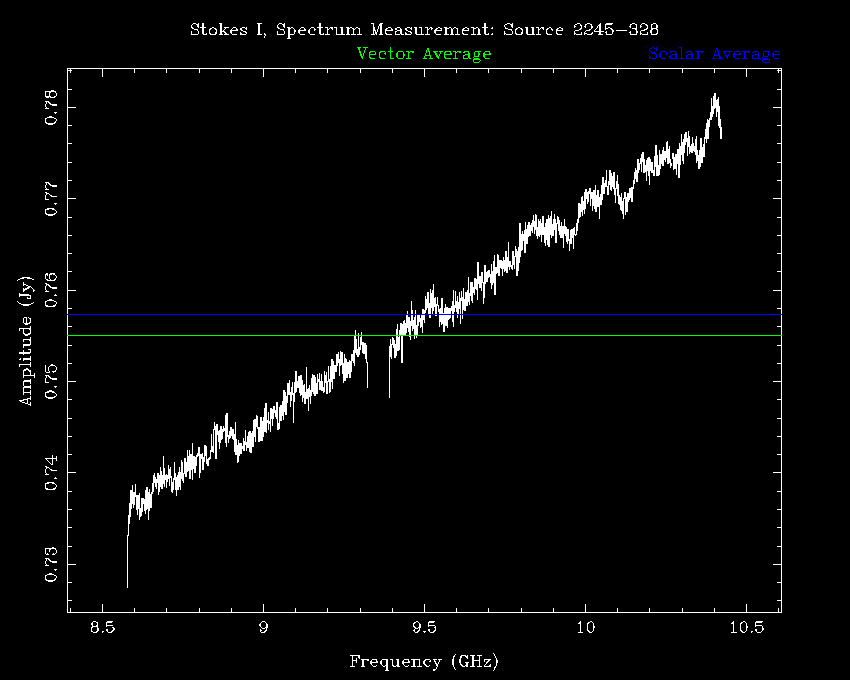 Stokes I, Spectrum Measurement: Source 2245-328
Vector Average Scalar Average
0.78
0.77
0.76
0.75
0.74
0.73
Amplitude (Jy)
8.5 9 9.5 10 10.5
Frequency (GHz)